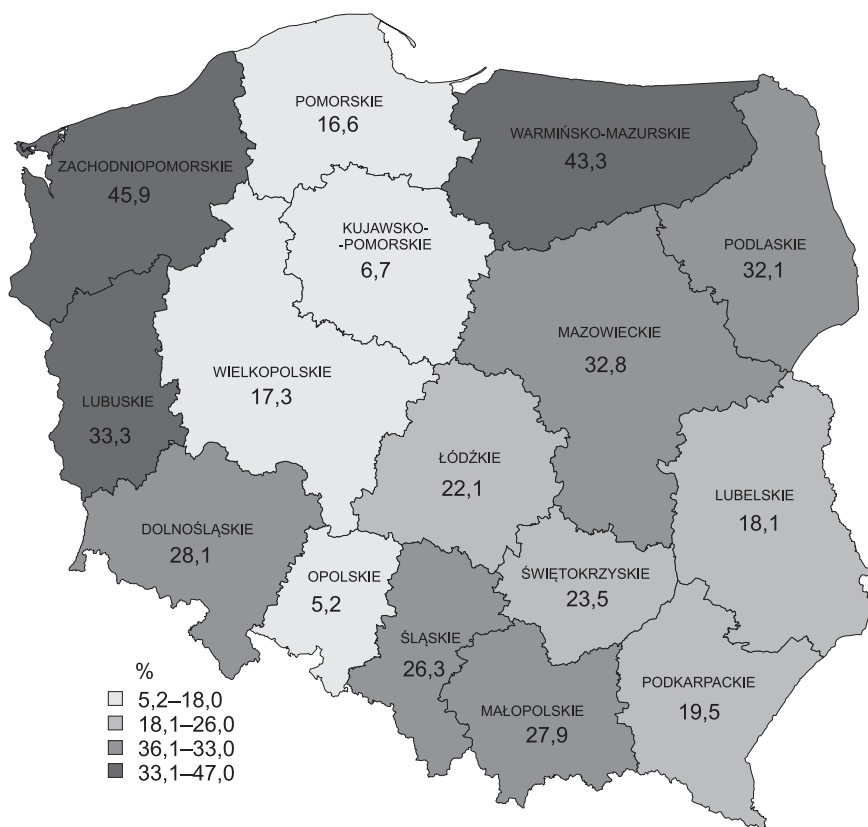 POMORSKIE
16,6
WARMIŃSKO-MAZURSKIE
43,3
ZACHODNIOPOMORSKIE
45,9
KUJAWSKO-
-POMORSKIE
6,7
PODLASKIE
32,1
MAZOWIECKIE
32,8
WIELKOPOLSKIE
17,3
LUBUSKIE
33,3
ŁÓDŹKIE
22,1
LUBELSKIE
18,1
DOLNOŚLĄSKIE
28,1
OPOLSKIE
5,2
ŚWIĘTOKRZYSKIE
23,5
ŚLĄSKIE
26,3
MAŁOPOLSKIE
27,9
PODKARPACKIE
19,5
%
5,2–18,0
18,1–26,0
36,1–33,0
33,1–47,0